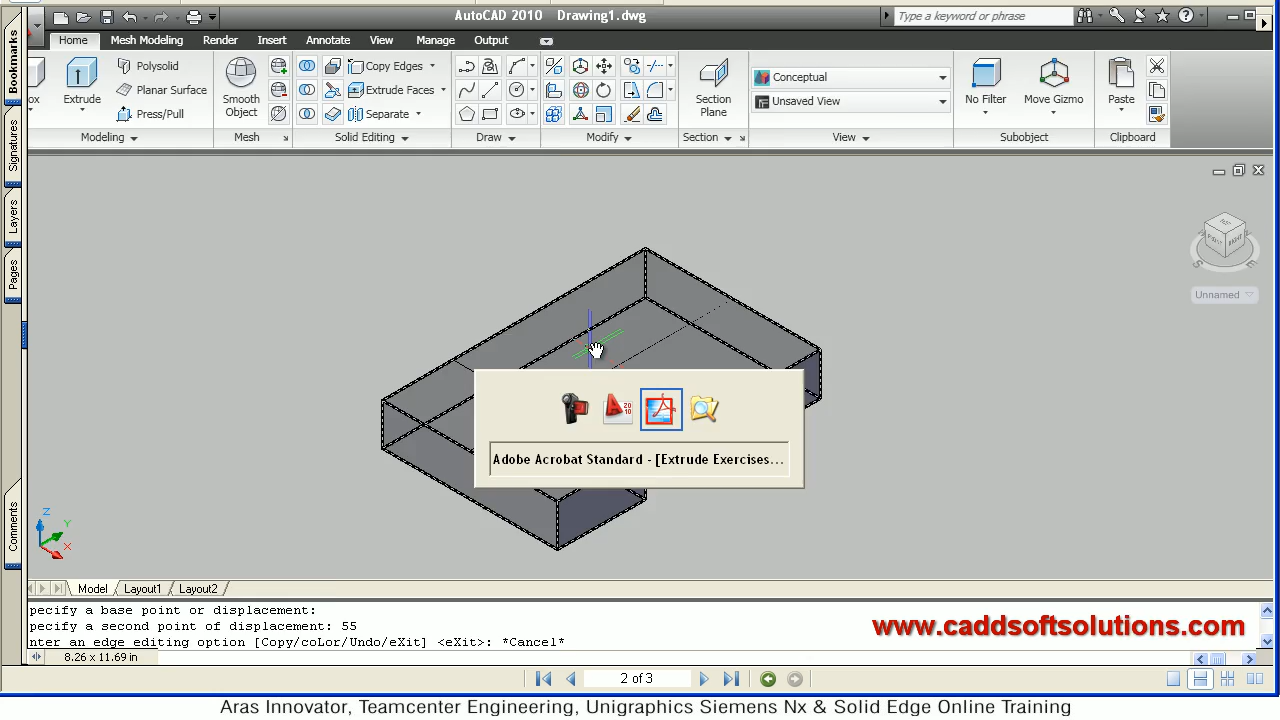 AutoCAD 2010 Drawing1.dwg
Type a keyword or phrase
Home Mesh Modeling Render Insert Annotate View Manage Output
Bookmarks
Signatures
Layers
Pages
Comments
ox
Extrude
Polysolid
Planar Surface
Press/Pull
Modeling
Smooth
Object
Mesh
Copy Edges
Extrude Faces
Separate
Solid Editing
Draw
Modify
Section
Plane
Section
Conceptual
Unsaved View
View
No Filter
Move Gizmo
Subobject
Paste
Clipboard
Unnamed
Adobe Acrobat Standard - [Extrude Exercises...
Z
Y
X
Model Layout1 Layout2
pecify a base point or displacement:
pecify a second point of displacement: 55
nter an edge editing option [Copy/coLor/Undo/eXit] <eXit>: *Cancel*
www.caddsoftsolutions.com
8.26 x 11.69 in
2 of 3
Aras Innovator, Teamcenter Engineering, Unigraphics Siemens Nx & Solid Edge Online Training